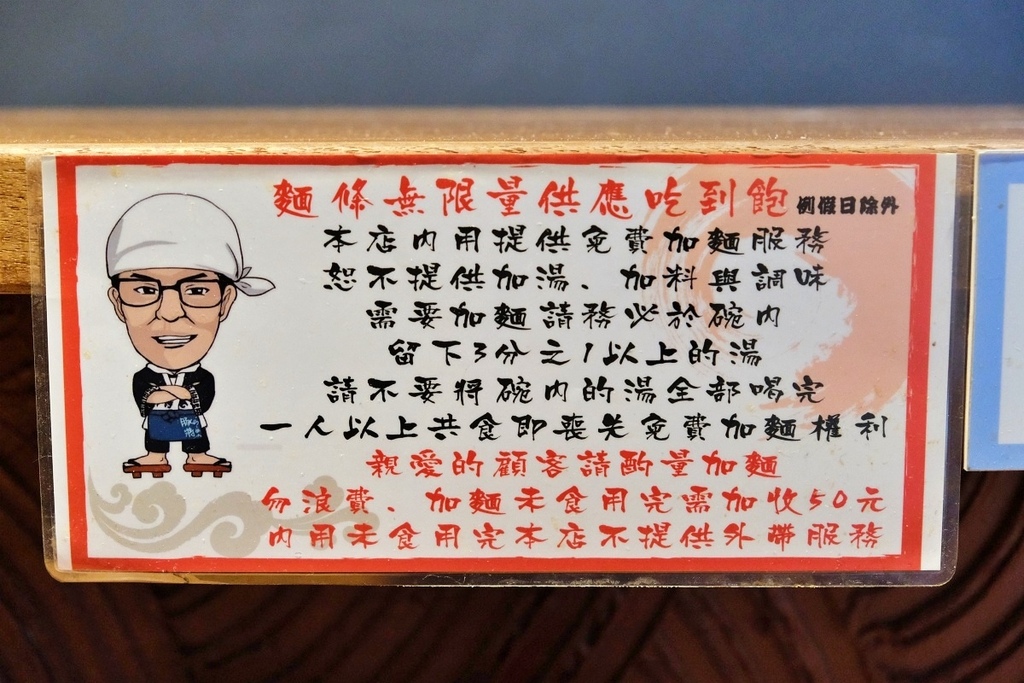 麵條無限量供應吃到飽 例假日除外
本店內用提供免費加麵服務
恕不提供加湯、加料與調味
需要加麵請務必於碗內
留下3分之1以上的湯
請不要將碗內的湯全部喝完
一人以上共食即喪失免費加麵權利
親愛的顧客請酌量加麵
勿浪費、加麵未食用完需加收50元
內用未食用完本店不提供外帶服務